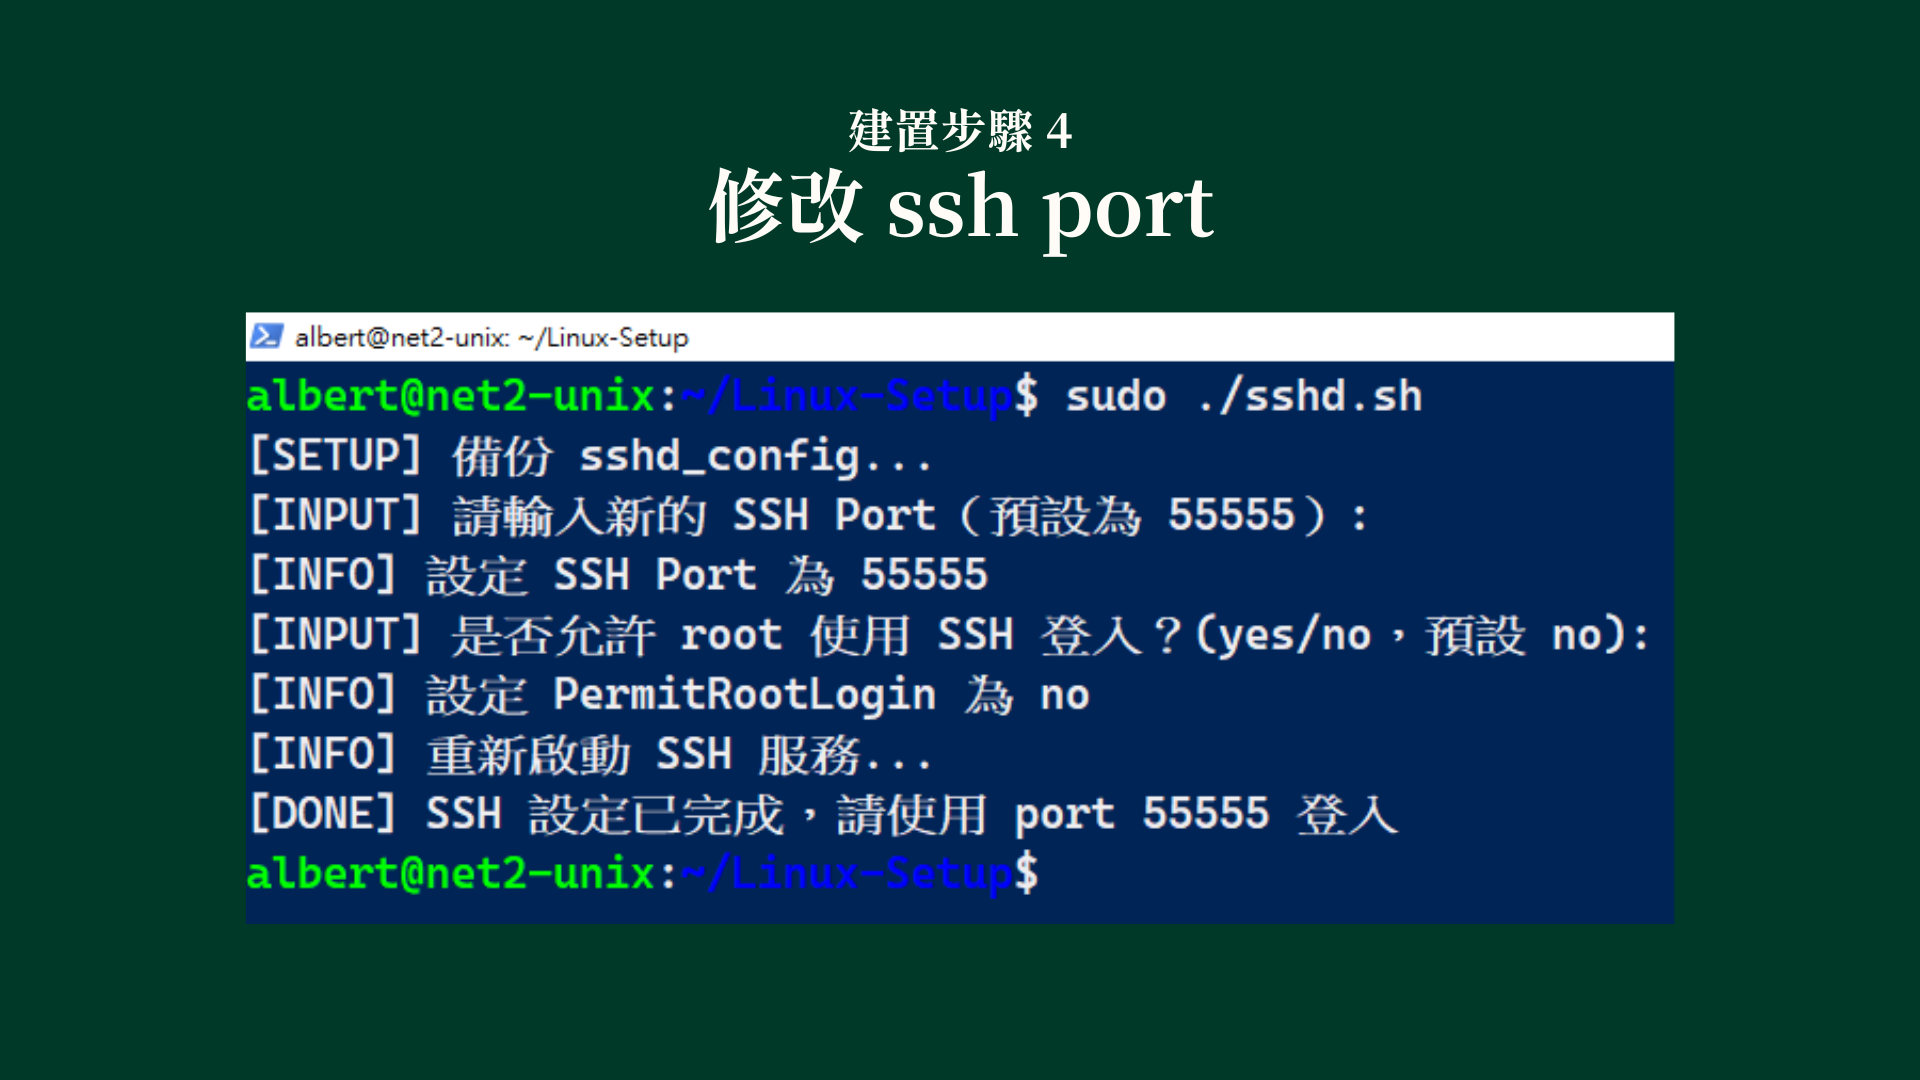 建置步驟 4
修改 ssh port
albert@net2-unix: ~/Linux-Setup
albert@net2-unix:~/Linux-Setup$ sudo ./sshd.sh
[SETUP] 備份 sshd_config...
[INPUT] 請輸入新的 SSH Port（預設為 55555）:
[INFO] 設定 SSH Port 為 55555
[INPUT] 是否允許 root 使用 SSH 登入？(yes/no，預設 no):
[INFO] 設定 PermitRootLogin 為 no
[INFO] 重新啟動 SSH 服務...
[DONE] SSH 設定已完成，請使用 port 55555 登入
albert@net2-unix:~/Linux-Setup$